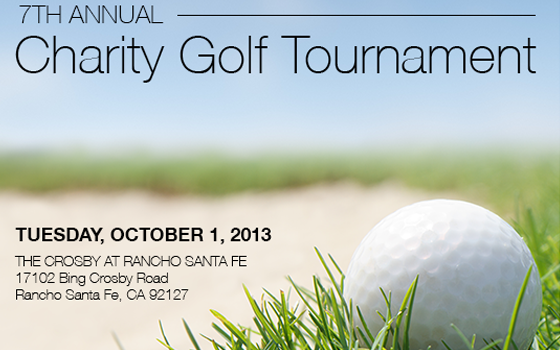 7TH ANNUAL
Charity Golf Tournament
TUESDAY, OCTOBER 1, 2013
THE CROSBY AT RANCHO SANTA FE
17102 Bing Crosby Road
Rancho Santa Fe, CA 92127